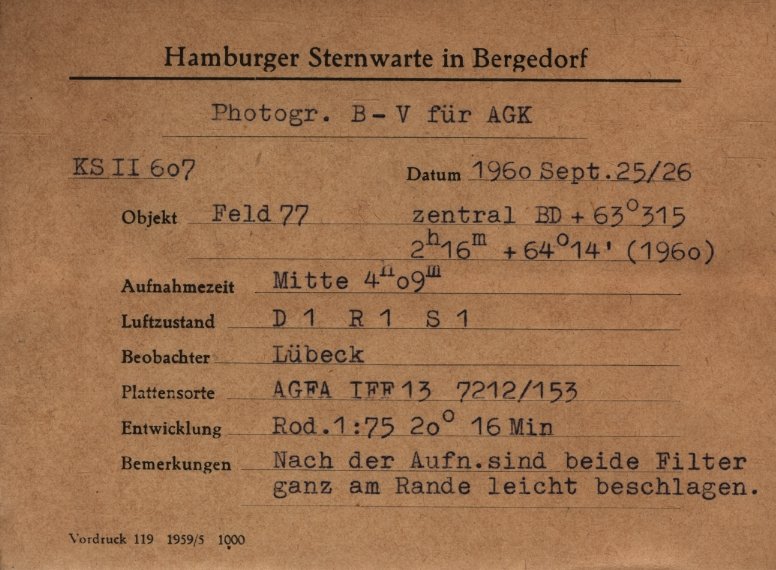 Hamburger Sternwarte in Bergedorf
Photogr. B-V für AGK
KS II 607 Datum 1960 Sept.25/26
Objekt Feld 77 zentral BD + 63°315
2ʰ16ᵐ + 64°14' (1960)
Aufnahmezeit Mitte 4ʰ09ᵐ
Luftzustand D 1 R 1 S 1
Beobachter Lübeck
Plattensorte AGFA IFF 13 7212/153
Entwicklung Rod.1:75 20° 16 Min
Bemerkungen Nach der Aufn.sind beide Filter
ganz am Rande leicht beschlagen.
Vordruck 119 1959/5 1000